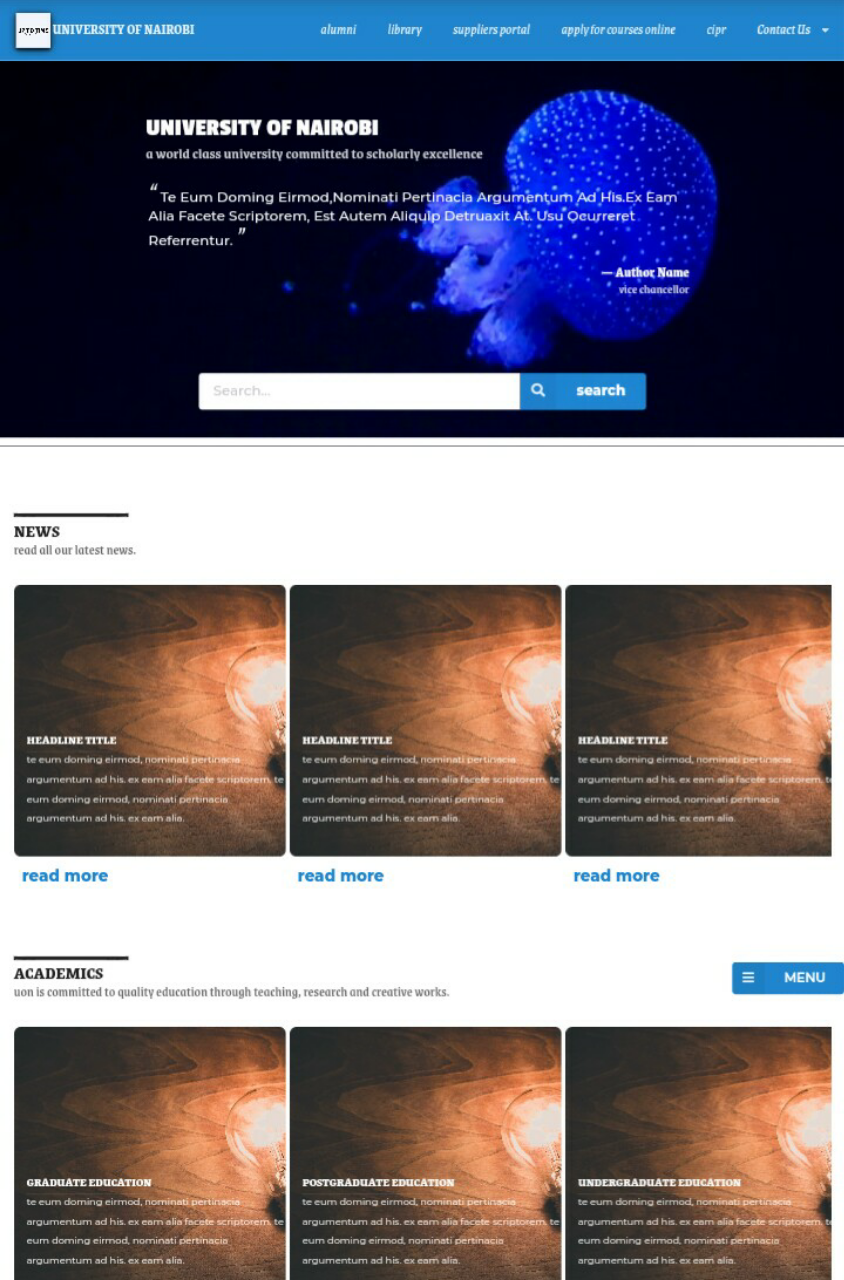 UNIVERSITY OF NAIROBI alumni library suppliers portal apply for courses online cipr Contact Us
UNIVERSITY OF NAIROBI
a world class university committed to scholarly excellence
“ Te Eum Doming Eirmod,Nominati Pertinacia Argumentum Ad His.Ex Eam
Alia Facete Scriptorem, Est Autem Aliquip Detruaxit At. Usu Ocurreret
Referrentur. ”
— Author Name
vice chancellor
Search... search
NEWS
read all our latest news.
HEADLINE TITLE
te eum doming eirmod, nominati pertinacia
argumentum ad his. ex eam alia facete scriptorem, te
eum doming eirmod, nominati pertinacia
argumentum ad his. ex eam alia.
read more
HEADLINE TITLE
te eum doming eirmod, nominati pertinacia
argumentum ad his. ex eam alia facete scriptorem, te
eum doming eirmod, nominati pertinacia
argumentum ad his. ex eam alia.
read more
HEADLINE TITLE
te eum doming eirmod, nominati pertinacia
argumentum ad his. ex eam alia facete scriptorem, te
eum doming eirmod, nominati pertinacia
argumentum ad his. ex eam alia.
read more
ACADEMICS
uon is committed to quality education through teaching, research and creative works.
MENU
GRADUATE EDUCATION
te eum doming eirmod, nominati pertinacia
argumentum ad his. ex eam alia facete scriptorem, te
eum doming eirmod, nominati pertinacia
argumentum ad his. ex eam alia.
POSTGRADUATE EDUCATION
te eum doming eirmod, nominati pertinacia
argumentum ad his. ex eam alia facete scriptorem, te
eum doming eirmod, nominati pertinacia
argumentum ad his. ex eam alia.
UNDERGRADUATE EDUCATION
te eum doming eirmod, nominati pertinacia
argumentum ad his. ex eam alia facete scriptorem, te
eum doming eirmod, nominati pertinacia
argumentum ad his. ex eam alia.